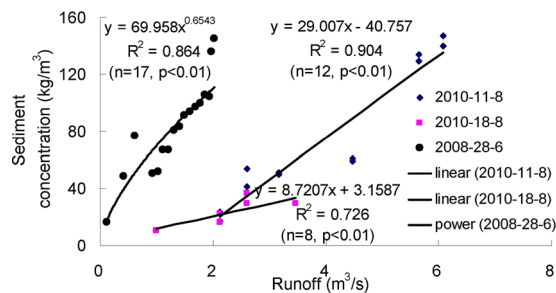 160
120
80
40
0
Sediment
concentration (kg/m³)
y = 69.958x^0.6543
R² = 0.864
(n=17, p<0.01)
y = 29.007x - 40.757
R² = 0.904
(n=12, p<0.01)
y = 8.7207x + 3.1587
R² = 0.726
(n=8, p<0.01)
2010-11-8
2010-18-8
2008-28-6
linear (2010-11-8)
linear (2010-18-8)
power (2008-28-6)
0 2 4 6 8
Runoff (m³/s)